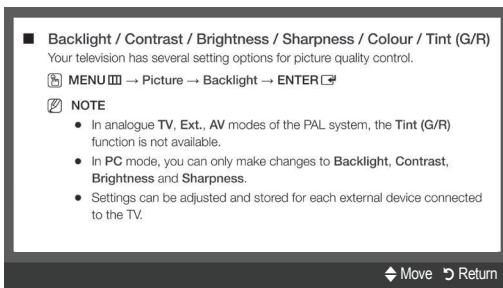 Backlight / Contrast / Brightness / Sharpness / Colour / Tint (G/R)
Your television has several setting options for picture quality control.
MENU → Picture → Backlight → ENTER
NOTE
● In analogue TV, Ext., AV modes of the PAL system, the Tint (G/R)
function is not available.
● In PC mode, you can only make changes to Backlight, Contrast,
Brightness and Sharpness.
● Settings can be adjusted and stored for each external device connected
to the TV.
Move Return